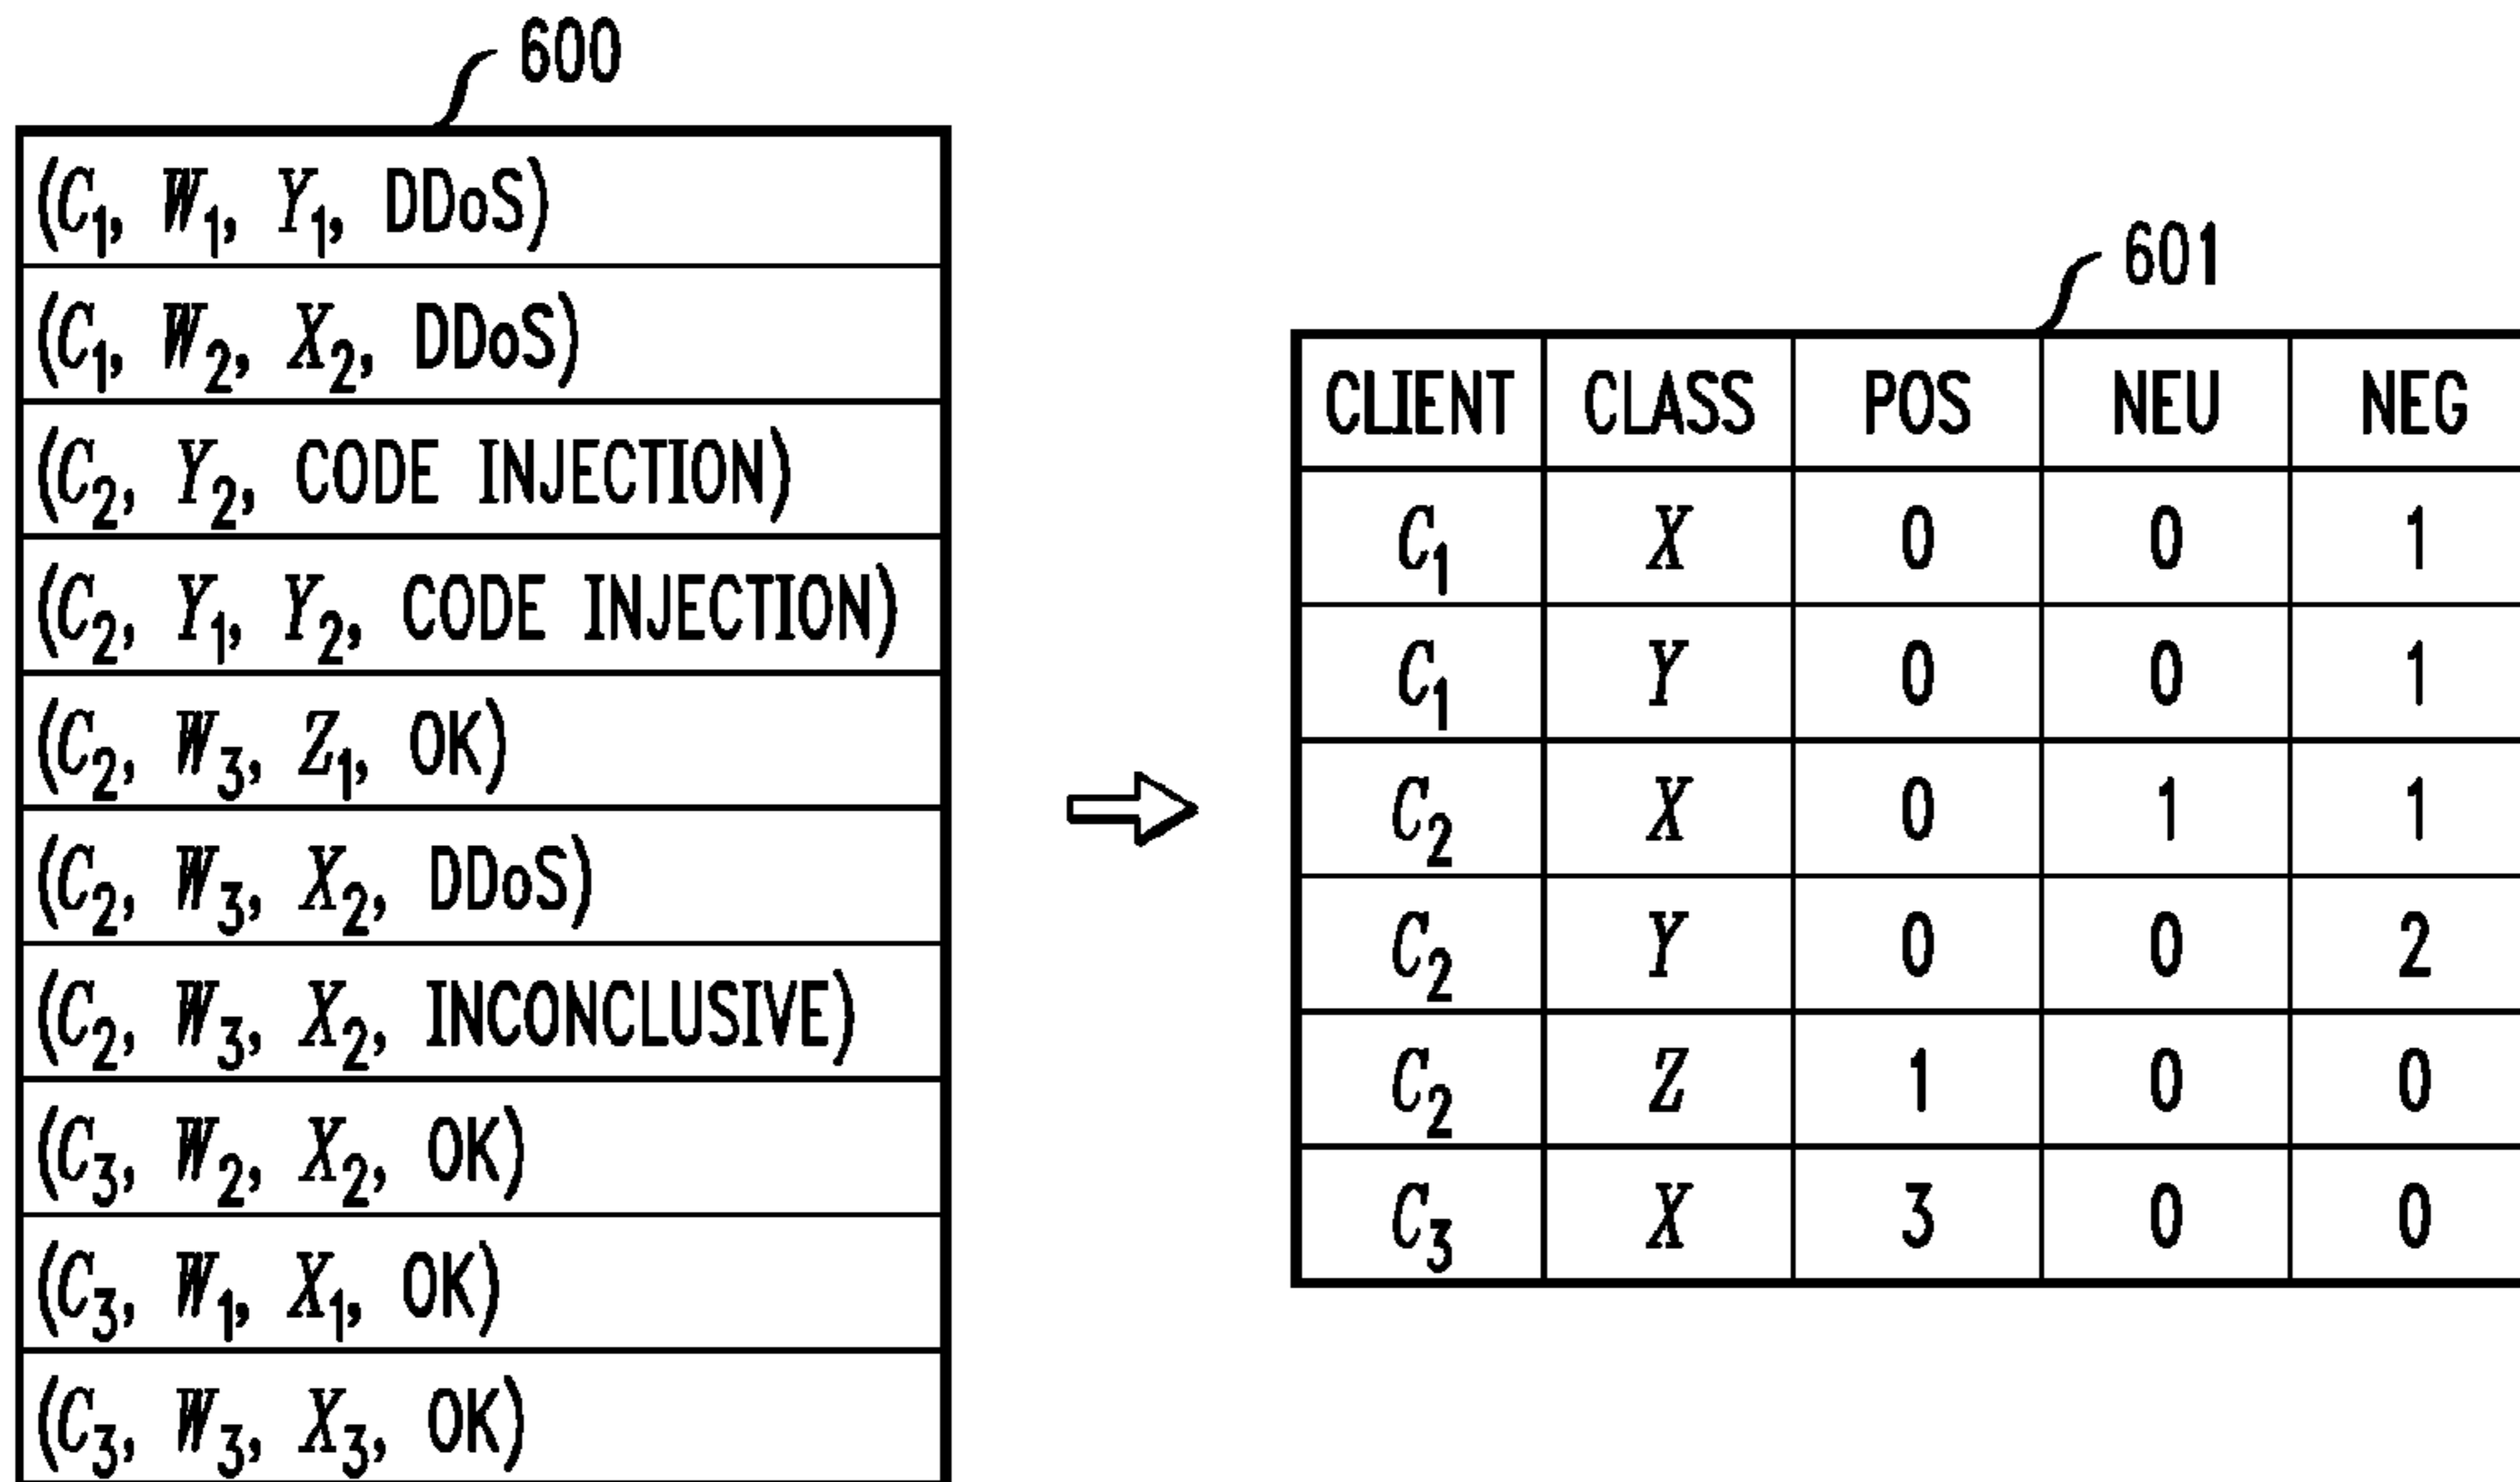 600
(C₁, W₁, Y₁, DDoS)
(C₁, W₂, X₂, DDoS)
(C₂, Y₂, CODE INJECTION)
(C₂, Y₁, Y₂, CODE INJECTION)
(C₂, W₃, Z₁, OK)
(C₂, W₃, X₂, DDoS)
(C₂, W₃, X₂, INCONCLUSIVE)
(C₃, W₂, X₂, OK)
(C₃, W₁, X₁, OK)
(C₃, W₃, X₃, OK)
601
CLIENT CLASS POS NEU NEG
C₁ X 0 0 1
C₁ Y 0 0 1
C₂ X 0 1 1
C₂ Y 0 0 2
C₂ Z 1 0 0
C₃ X 3 0 0